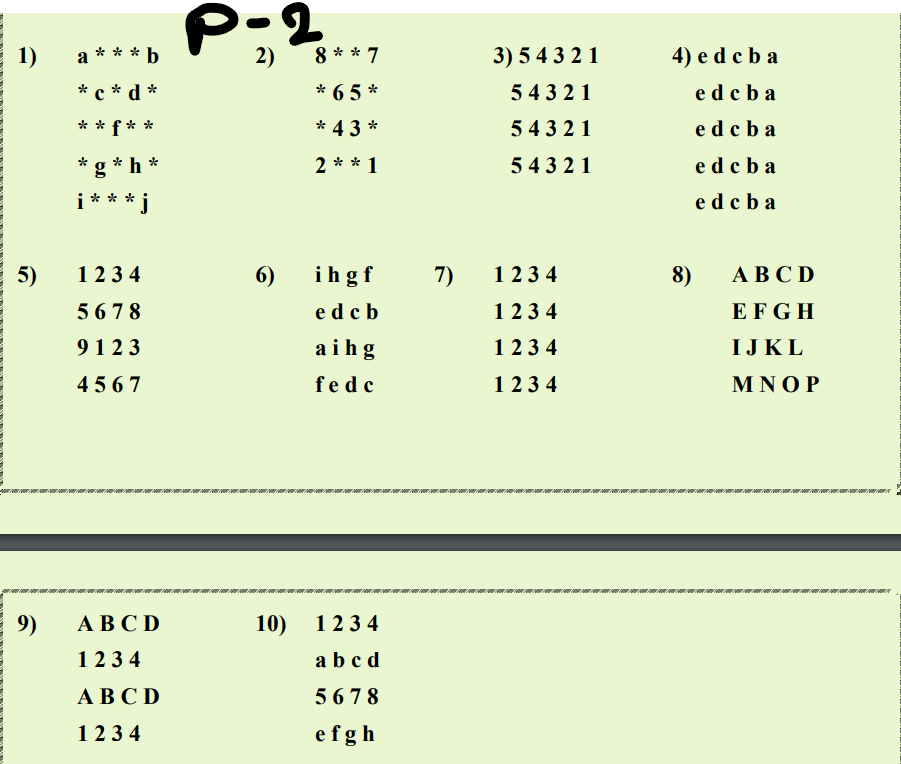 P-2
1) a * * * b 2) 8 * * 7 3) 5 4 3 2 1 4) e d c b a
* c * d * * 6 5 * 5 4 3 2 1 e d c b a
* * f * * * 4 3 * 5 4 3 2 1 e d c b a
* g * h * 2 * * 1 5 4 3 2 1 e d c b a
i * * * j e d c b a
5) 1 2 3 4 6) i h g f 7) 1 2 3 4 8) A B C D
5 6 7 8 e d c b 1 2 3 4 E F G H
9 1 2 3 a i h g 1 2 3 4 I J K L
4 5 6 7 f e d c 1 2 3 4 M N O P
9) A B C D 10) 1 2 3 4
1 2 3 4 a b c d
A B C D 5 6 7 8
1 2 3 4 e f g h